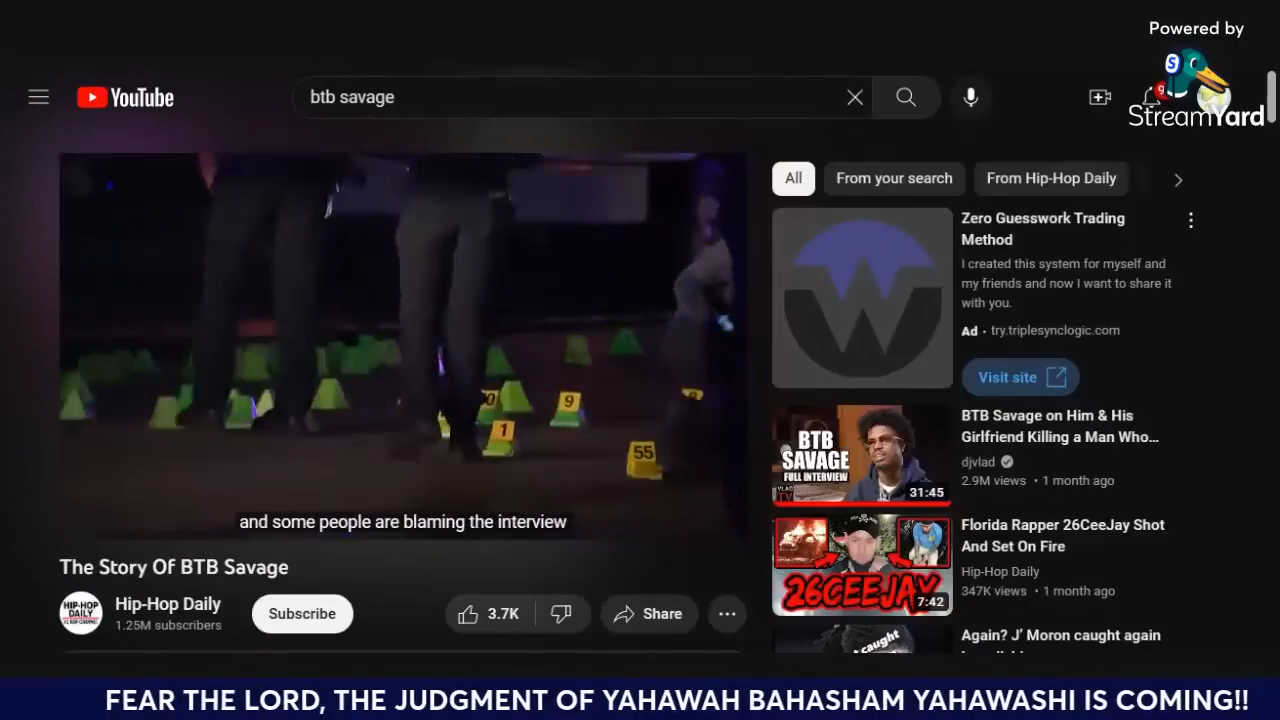 Powered by
StreamYard
YouTube
btb savage
All
From your search
From Hip-Hop Daily
Zero Guesswork Trading
Method
I created this system for myself and
my friends and now I want to share it
with you.
Ad · try.triplesynclogic.com
Visit site
9
1
55
and some people are blaming the interview
BTB
SAVAGE
FULL INTERVIEW
VLAD
TV
31:45
BTB Savage on Him & His
Girlfriend Killing a Man Who...
djvlad
2.9M views · 1 month ago
26CEEJAY
7:42
Florida Rapper 26CeeJay Shot
And Set On Fire
Hip-Hop Daily
347K views · 1 month ago
caught
Again? J' Moron caught again
The Story Of BTB Savage
HIP-HOP
DAILY
Hip-Hop Daily
1.25M subscribers
Subscribe
3.7K
Share
FEAR THE LORD, THE JUDGMENT OF YAHAWAH BAHASHAM YAHAWASHI IS COMING!!